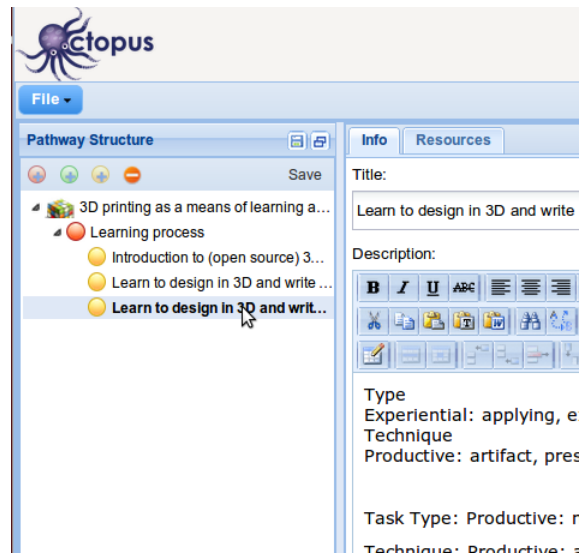 Octopus
File
Pathway Structure
Info
Resources
Save
3D printing as a means of learning a...
Learning process
Introduction to (open source) 3...
Learn to design in 3D and write ...
Learn to design in 3D and writ...
Title:
Learn to design in 3D and write
Description:
B I U ABC
Type
Experiential: applying, e
Technique
Productive: artifact, pres
Task Type: Productive: r
Technique: Productive: a